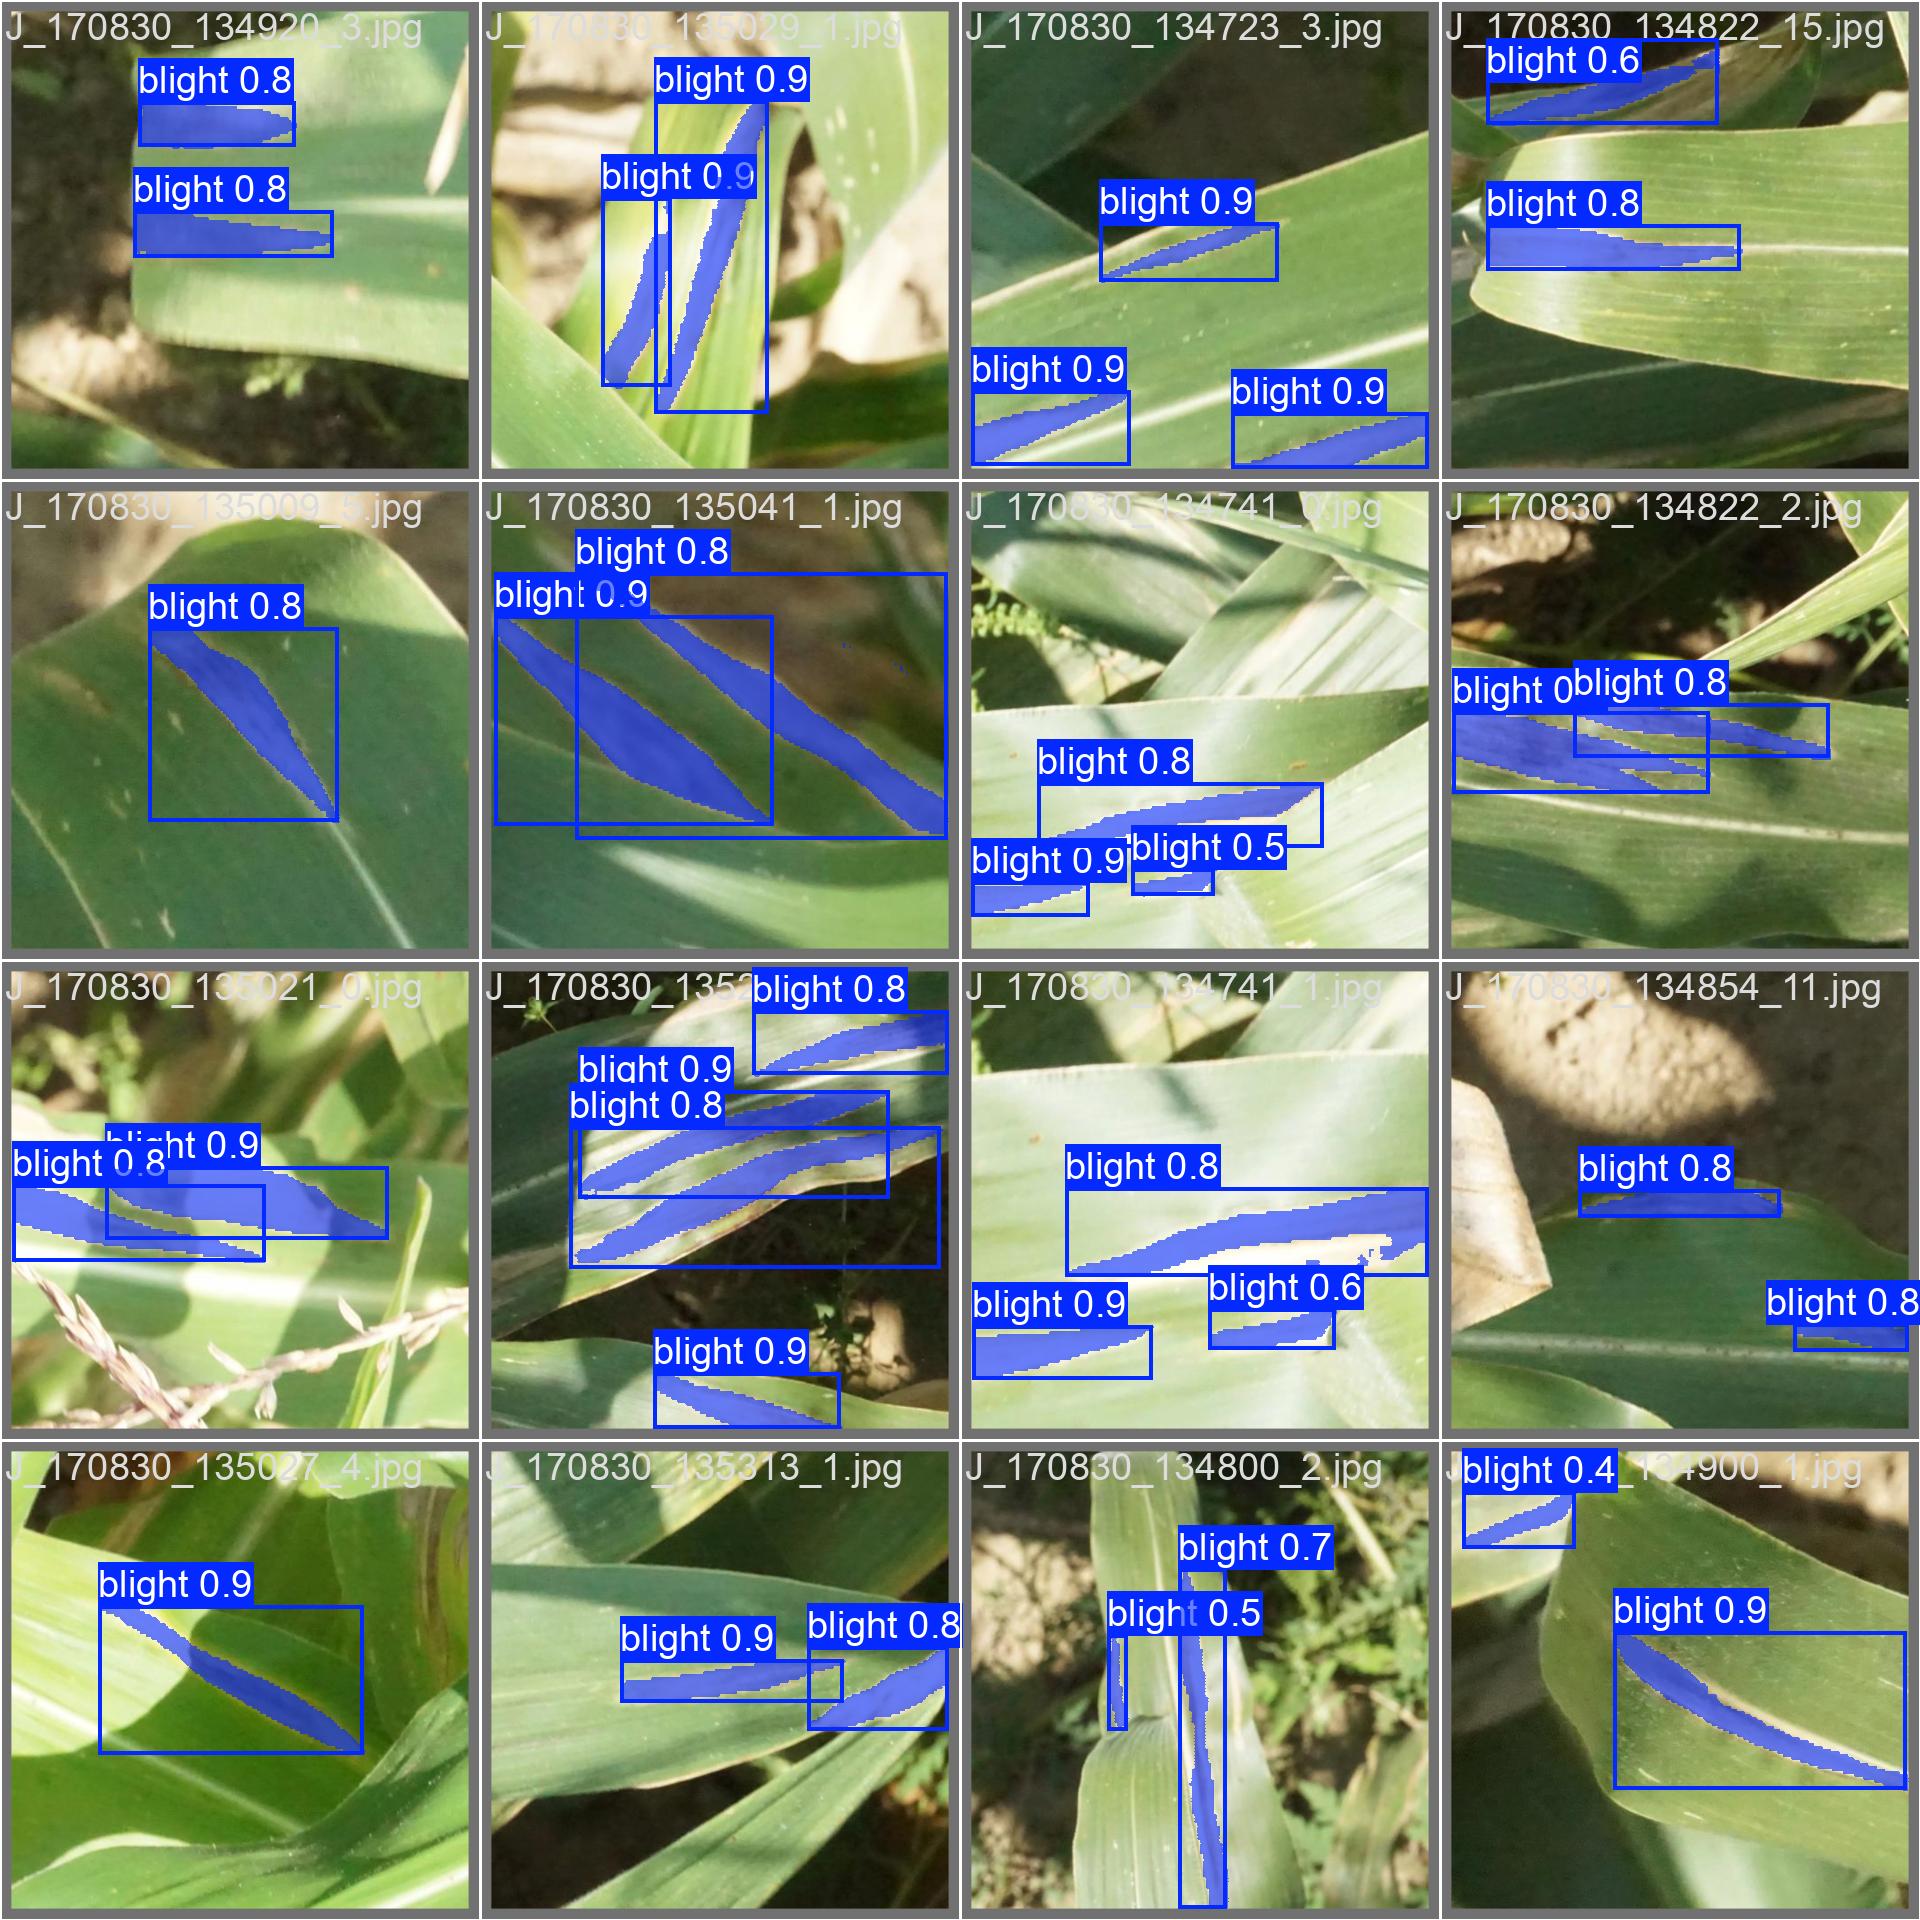 J_170830_134920_3.jpg
blight 0.8
blight 0.8
J_170830_135029_1.jpg
blight 0.9
blight 0.9
J_170830_134723_3.jpg
blight 0.9
blight 0.9
blight 0.9
J_170830_134822_15.jpg
blight 0.6
blight 0.8
J_170830_135009_5.jpg
blight 0.8
J_170830_135041_1.jpg
blight 0.8
blight 0.9
J_170830_134741_0.jpg
blight 0.8
blight 0.9
blight 0.5
J_170830_134822_2.jpg
blight 0
blight 0.8
J_170830_135021_0.jpg
blight 0.9
blight 0.8
J_170830_1352
blight 0.8
blight 0.9
blight 0.8
blight 0.9
J_170830_134741_1.jpg
blight 0.8
blight 0.9
blight 0.6
J_170830_134854_11.jpg
blight 0.8
blight 0.8
J_170830_135027_4.jpg
blight 0.9
J_170830_135313_1.jpg
blight 0.9
blight 0.8
J_170830_134800_2.jpg
blight 0.7
blight 0.5
blight 0.4
_134900_1.jpg
blight 0.9